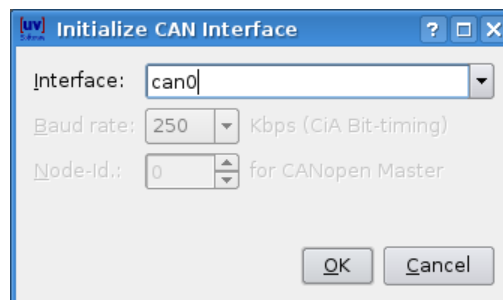 Initialize CAN Interface
Interface: can0
Baud rate: 250 Kbps (CiA Bit-timing)
Node-Id.: 0 for CANopen Master
OK Cancel